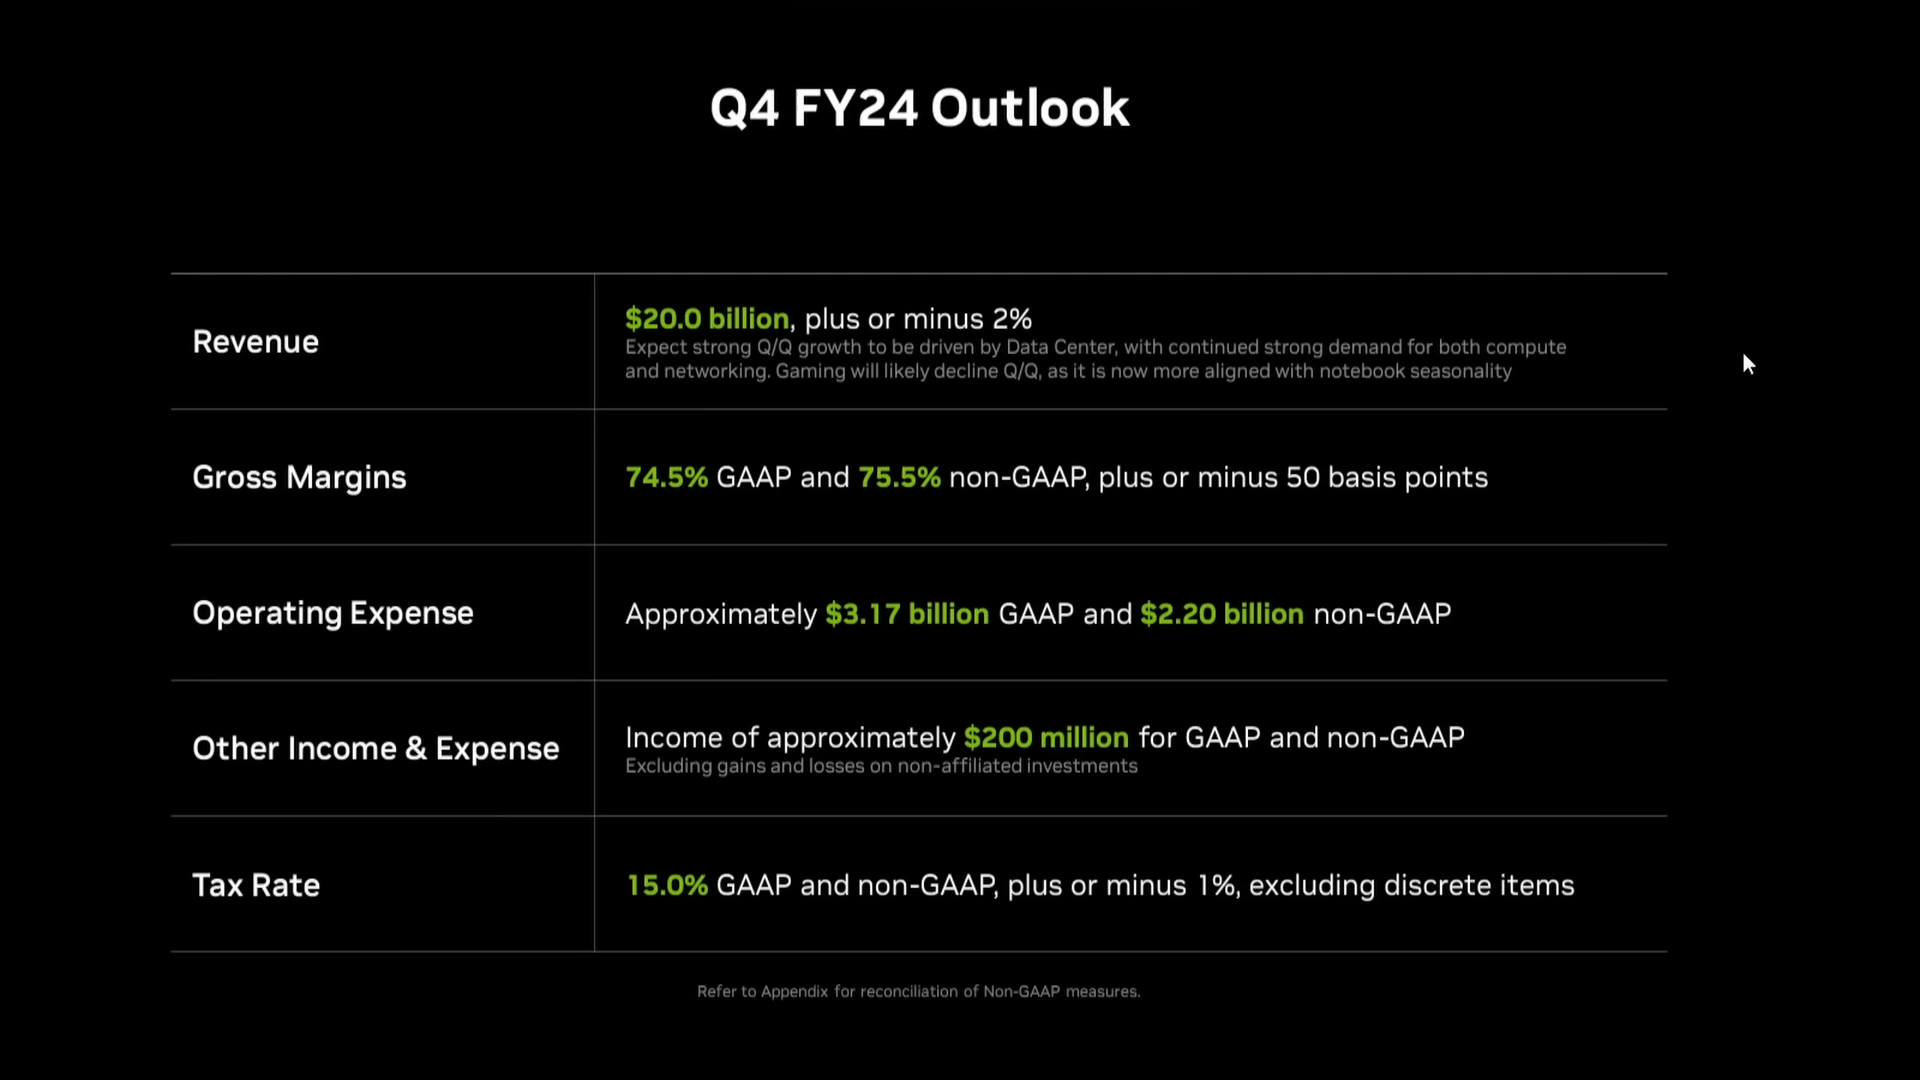 Q4 FY24 Outlook
Revenue
$20.0 billion, plus or minus 2%
Expect strong Q/Q growth to be driven by Data Center, with continued strong demand for both compute
and networking. Gaming will likely decline Q/Q, as it is now more aligned with notebook seasonality
Gross Margins
74.5% GAAP and 75.5% non-GAAP, plus or minus 50 basis points
Operating Expense
Approximately $3.17 billion GAAP and $2.20 billion non-GAAP
Other Income & Expense
Income of approximately $200 million for GAAP and non-GAAP
Excluding gains and losses on non-affiliated investments
Tax Rate
15.0% GAAP and non-GAAP, plus or minus 1%, excluding discrete items
Refer to Appendix for reconciliation of Non-GAAP measures.